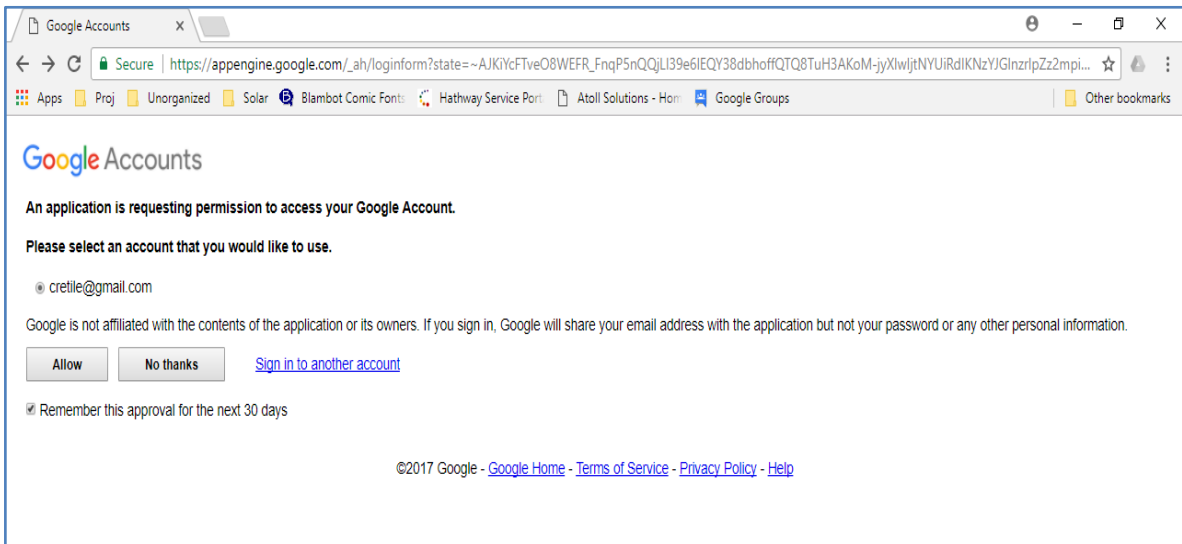 Google Accounts
Secure | https://appengine.google.com/_ah/loginform?state=~AJKiYcFTveO8WEFR_FnqP5nQQjLI39e6IEQY38dbhoffQTQ8TuH3AKoM-jyXIwIjtNYUiRdIKNzYJGInzrIpZz2mpi...
Apps Proj Unorganized Solar Blambot Comic Fonts Hathway Service Port Atoll Solutions - Hom Google Groups Other bookmarks
Google Accounts
An application is requesting permission to access your Google Account.
Please select an account that you would like to use.
cretile@gmail.com
Google is not affiliated with the contents of the application or its owners. If you sign in, Google will share your email address with the application but not your password or any other personal information.
Allow No thanks Sign in to another account
Remember this approval for the next 30 days
©2017 Google - Google Home - Terms of Service - Privacy Policy - Help